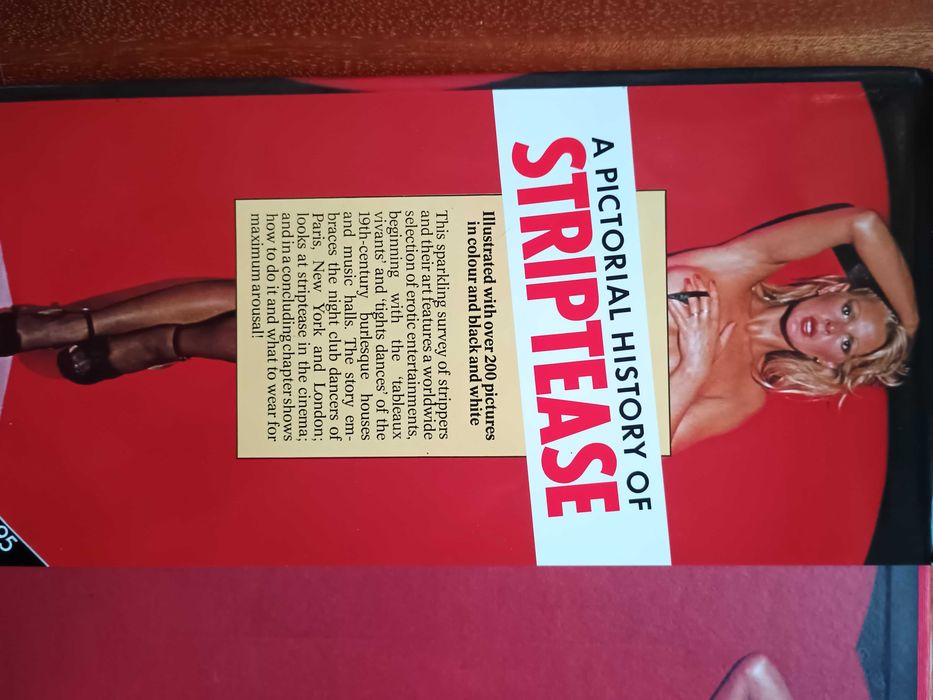 A PICTORIAL HISTORY OF
STRIPTEASE
Illustrated with over 200 pictures
in colour and black and white
This sparkling survey of strippers
and their art features a worldwide
selection of erotic entertainments,
beginning with the 'tableaux
vivants' and 'tights dances' of the
19th-century burlesque houses
and music halls. The story em-
braces the night club dancers of
Paris, New York and London;
looks at striptease in the cinema;
and in a concluding chapter shows
how to do it and what to wear for
maximum arousal!
95